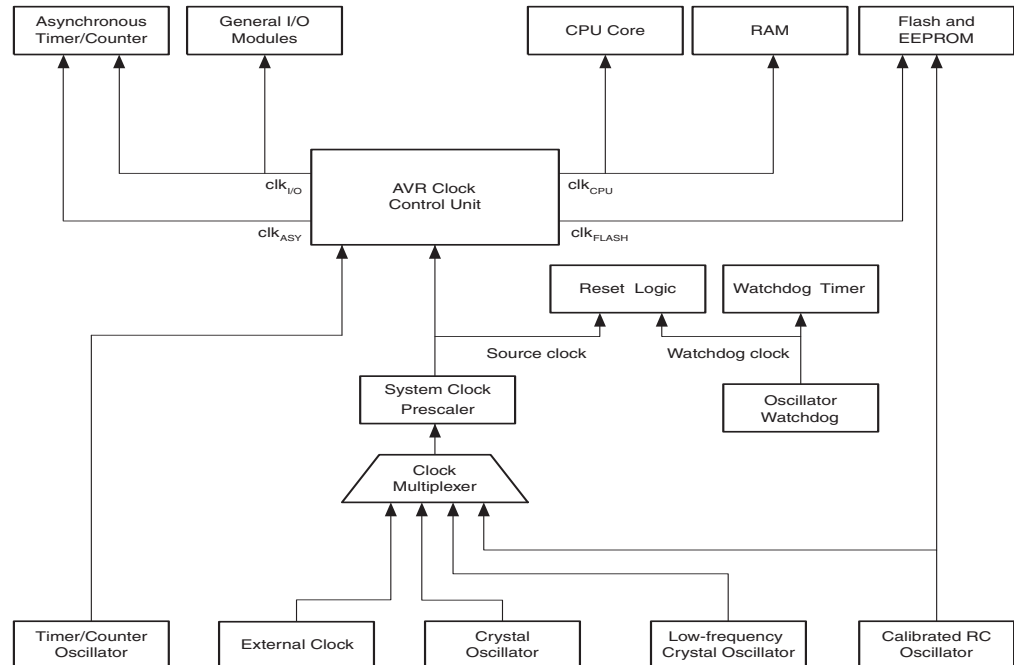 Asynchronous
Timer/Counter
General I/O
Modules
CPU Core
RAM
Flash and
EEPROM
clkI/O
AVR Clock
Control Unit
clkCPU
clkASY
clkFLASH
Reset Logic
Watchdog Timer
Source clock
Watchdog clock
System Clock
Prescaler
Oscillator
Watchdog
Clock
Multiplexer
Timer/Counter
Oscillator
External Clock
Crystal
Oscillator
Low-frequency
Crystal Oscillator
Calibrated RC
Oscillator